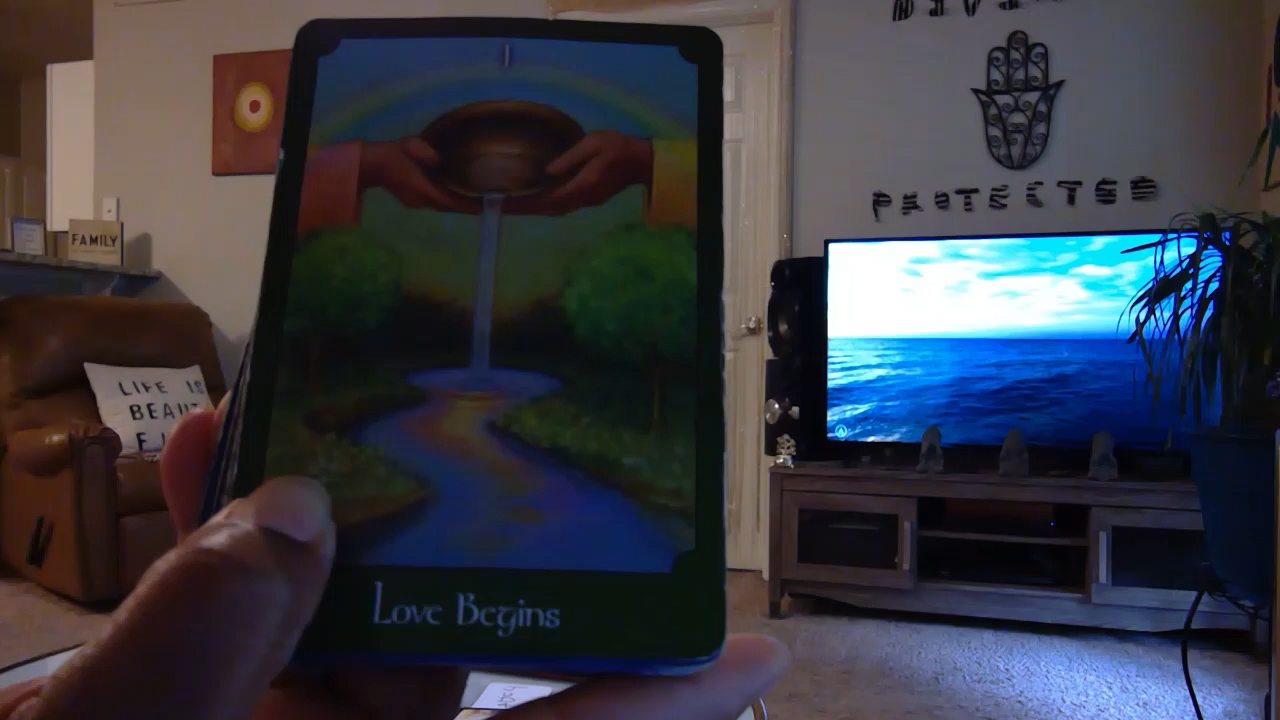 I
Love Begins
FAMILY
LIFE IS
BEAUTI
F
PROTECTED